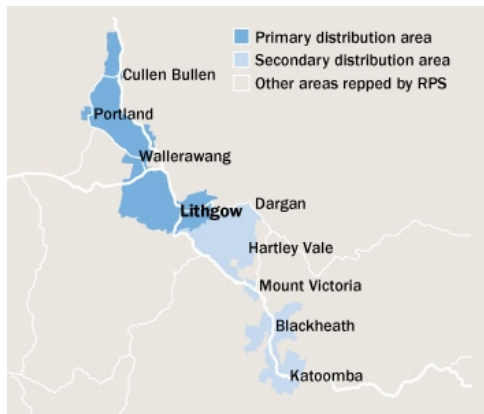 Primary distribution area
Secondary distribution area
Other areas repped by RPS
Cullen Bullen
Portland
Wallerawang
Lithgow
Dargan
Hartley Vale
Mount Victoria
Blackheath
Katoomba